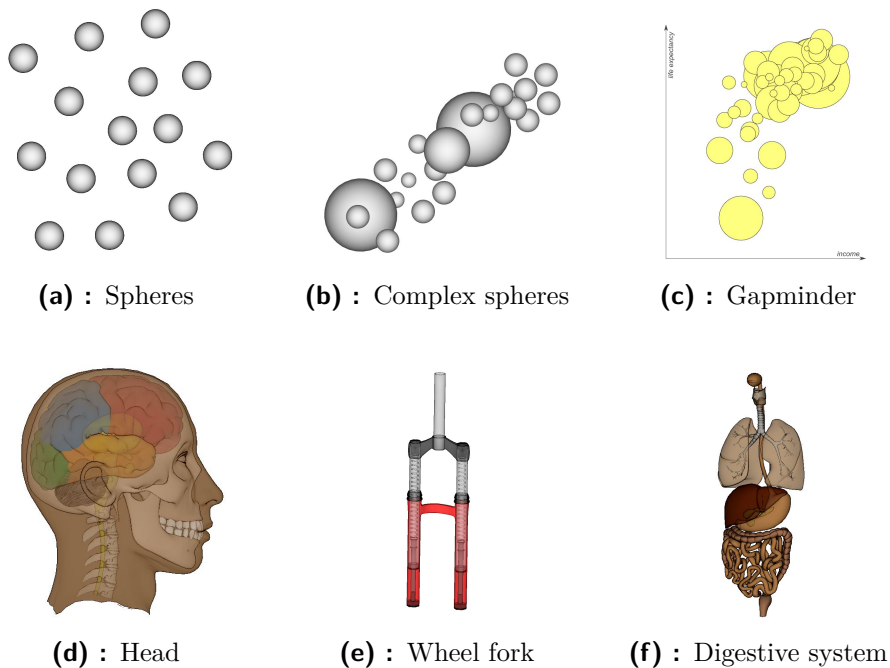 life expectancy
income
(a) : Spheres
(b) : Complex spheres
(c) : Gapminder
(d) : Head
(e) : Wheel fork
(f) : Digestive system